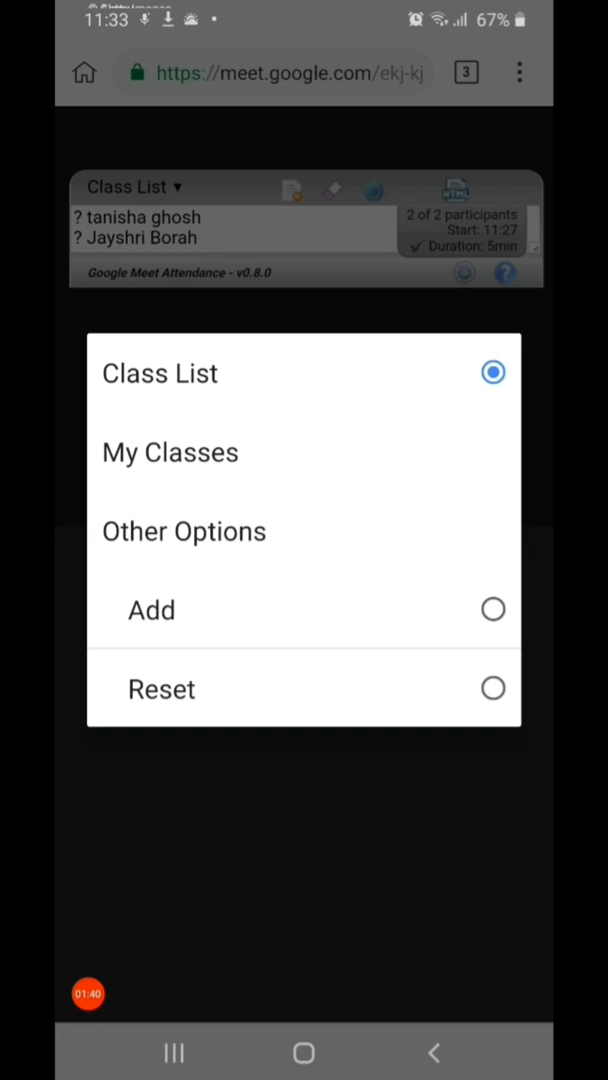 11:33
67%
https://meet.google.com/ekj-kj
3
Class List ▾
HTML
? tanisha ghosh
? Jayshri Borah
2 of 2 participants
Start: 11:27
✓ Duration: 5min
Google Meet Attendance - v0.8.0
?
Class List
My Classes
Other Options
Add
Reset
01:40